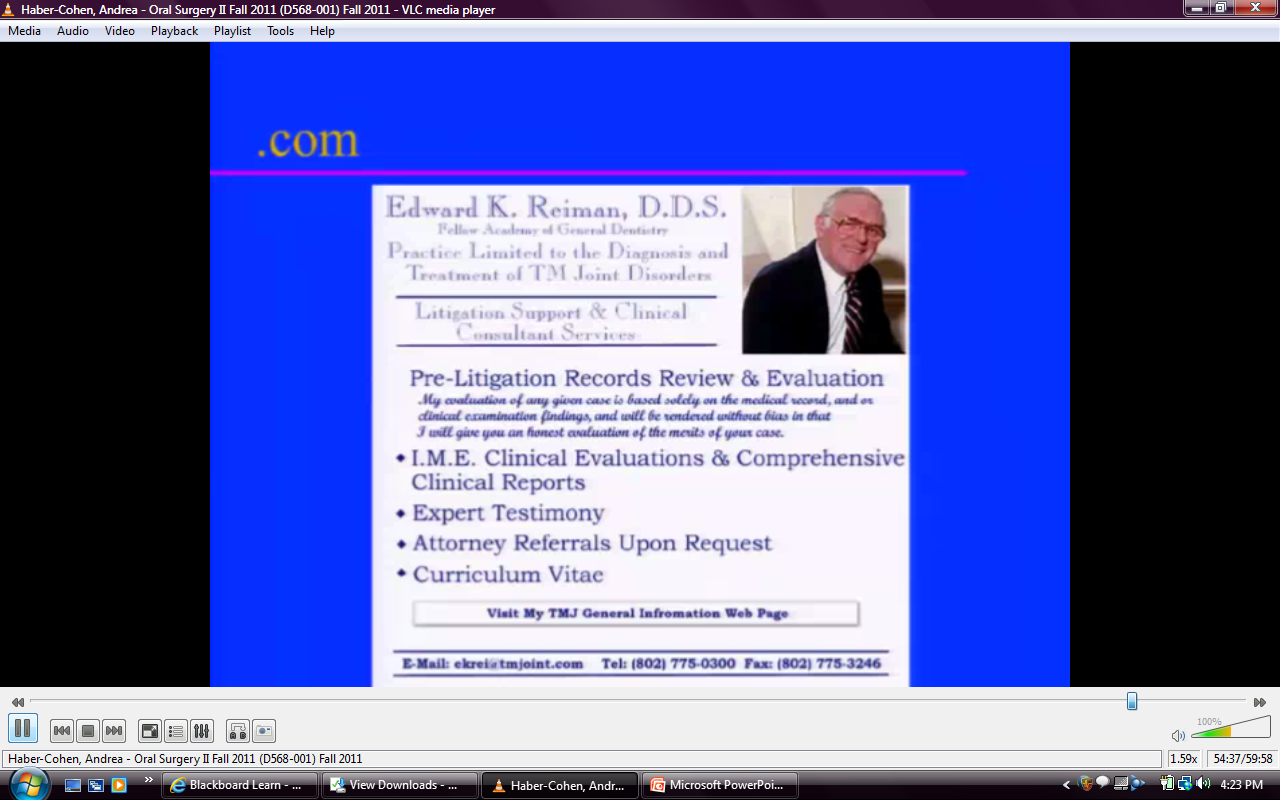 Haber-Cohen, Andrea - Oral Surgery II Fall 2011 (D568-001) Fall 2011 - VLC media player
Media Audio Video Playback Playlist Tools Help
.com
Edward K. Reiman, D.D.S.
Fellow Academy of General Dentistry
Practice Limited to the Diagnosis and
Treatment of TM Joint Disorders
Litigation Support & Clinical
Consultant Services
Pre-Litigation Records Review & Evaluation
My evaluation of any given case is based solely on the medical record, and or
clinical examination findings, and will be rendered without bias in that
I will give you an honest evaluation of the merits of your case.
• I.M.E. Clinical Evaluations & Comprehensive
Clinical Reports
• Expert Testimony
• Attorney Referrals Upon Request
• Curriculum Vitae
Visit My TMJ General Infromation Web Page
E-Mail: ekrei@tmjoint.com Tel: (802) 775-0300 Fax: (802) 775-3246
100%
Haber-Cohen, Andrea - Oral Surgery II Fall 2011 (D568-001) Fall 2011 1.59x 54:37/59:58
Blackboard Learn - ... View Downloads - ... Haber-Cohen, Andr... Microsoft PowerPoi... 4:23 PM